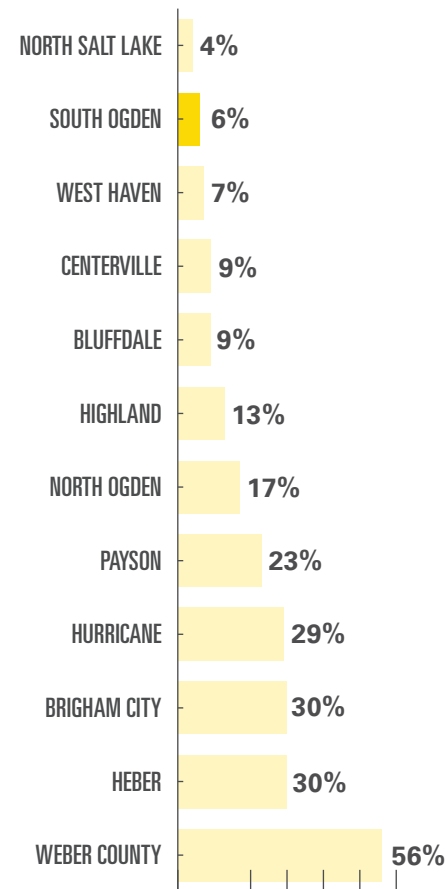 NORTH SALT LAKE 4%
SOUTH OGDEN 6%
WEST HAVEN 7%
CENTERVILLE 9%
BLUFFDALE 9%
HIGHLAND 13%
NORTH OGDEN 17%
PAYSON 23%
HURRICANE 29%
BRIGHAM CITY 30%
HEBER 30%
WEBER COUNTY 56%